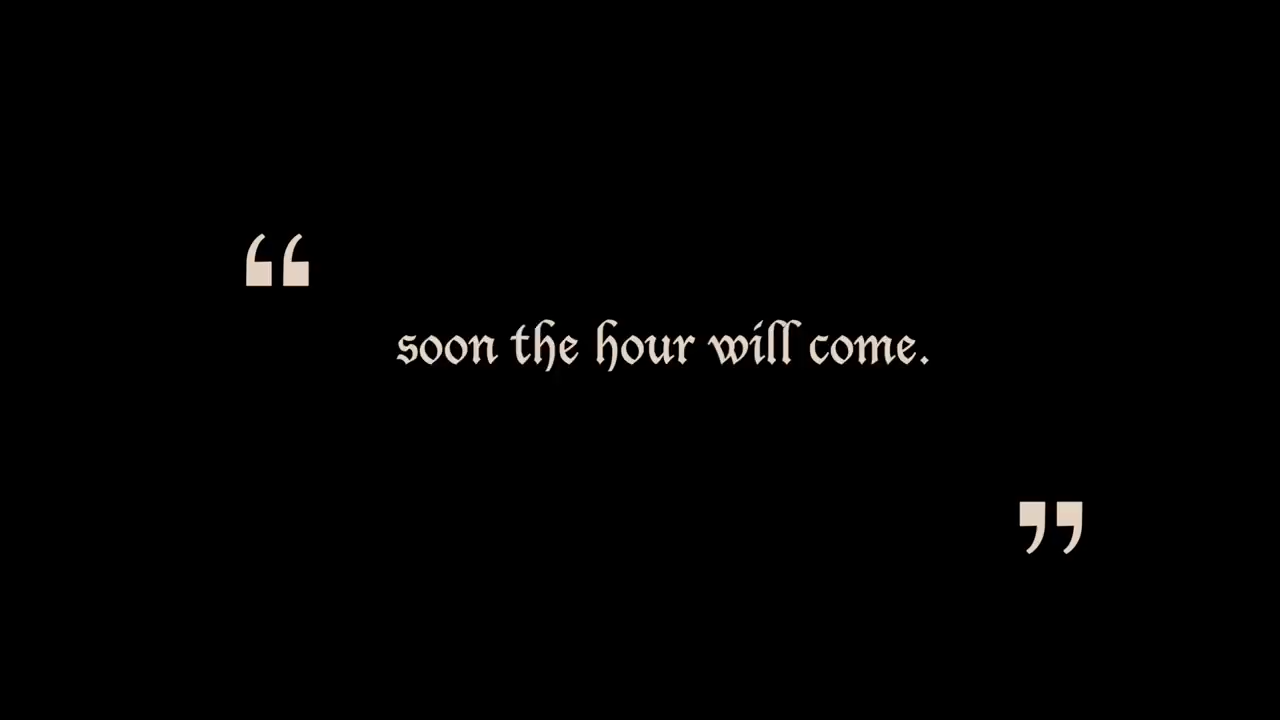 “
soon the hour will come.
”